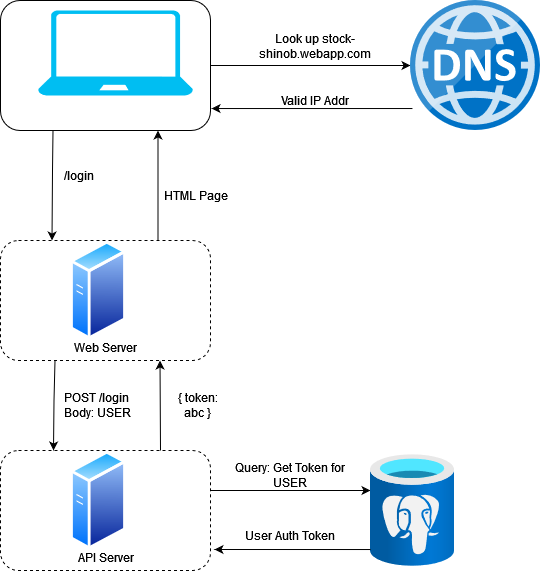 Look up stock-
shinob.webapp.com
DNS
Valid IP Addr
/login
HTML Page
Web Server
POST /login
Body: USER
{ token:
abc }
Query: Get Token for
USER
User Auth Token
API Server